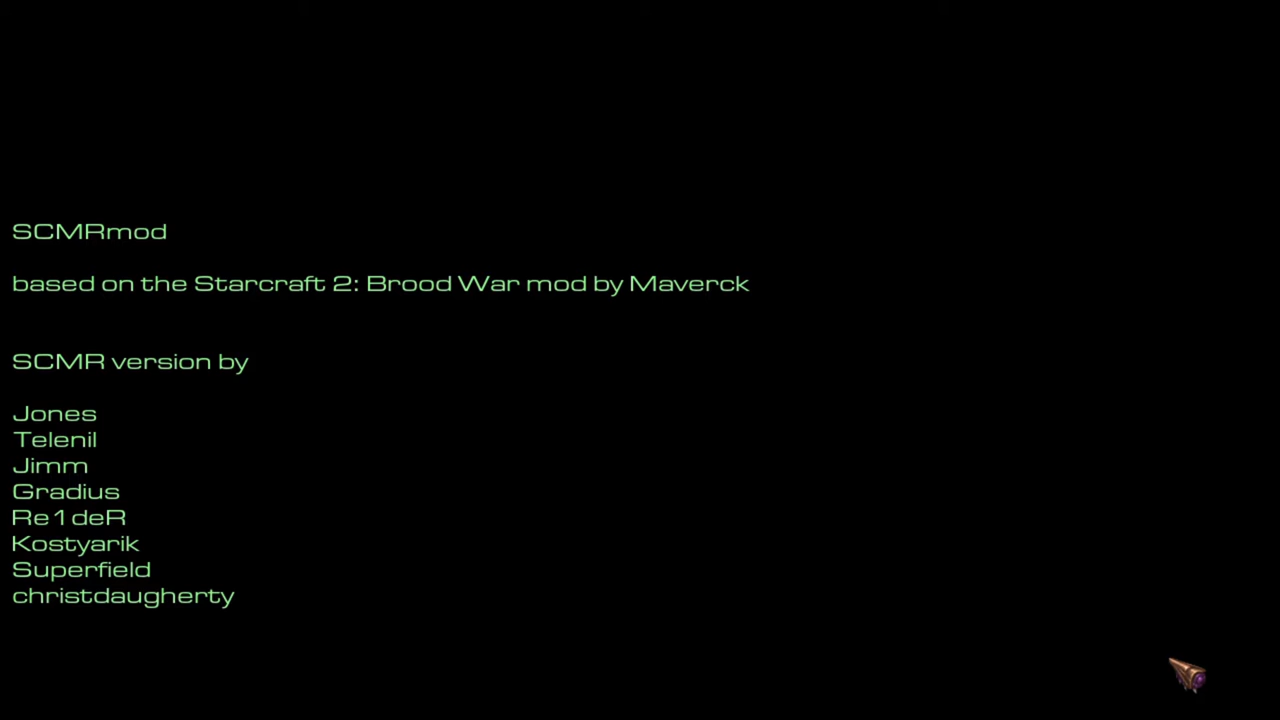 SCMRmod
based on the Starcraft 2: Brood War mod by Maverck
SCMR version by
Jones
Telenil
Jimm
Gradius
Re1deR
Kostyarik
Superfield
christdaugherty